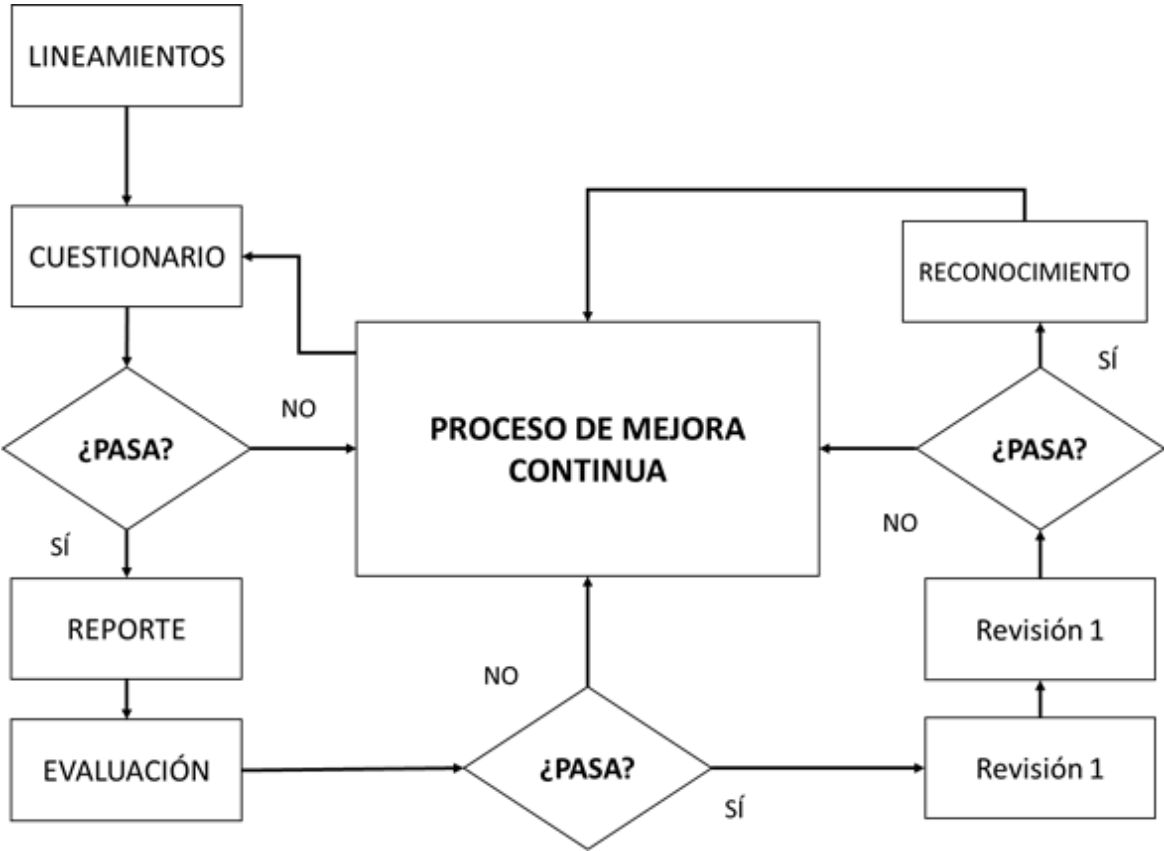 LINEAMIENTOS
CUESTIONARIO
RECONOCIMIENTO
SÍ
NO
PROCESO DE MEJORA
CONTINUA
¿PASA?
¿PASA?
NO
SÍ
REPORTE
Revisión 1
NO
EVALUACIÓN
¿PASA?
Revisión 1
SÍ